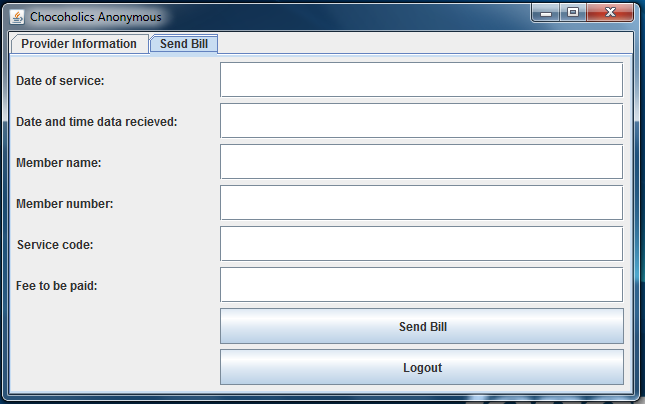 Chocoholics Anonymous
Provider Information Send Bill
Date of service:
Date and time data recieved:
Member name:
Member number:
Service code:
Fee to be paid:
Send Bill
Logout